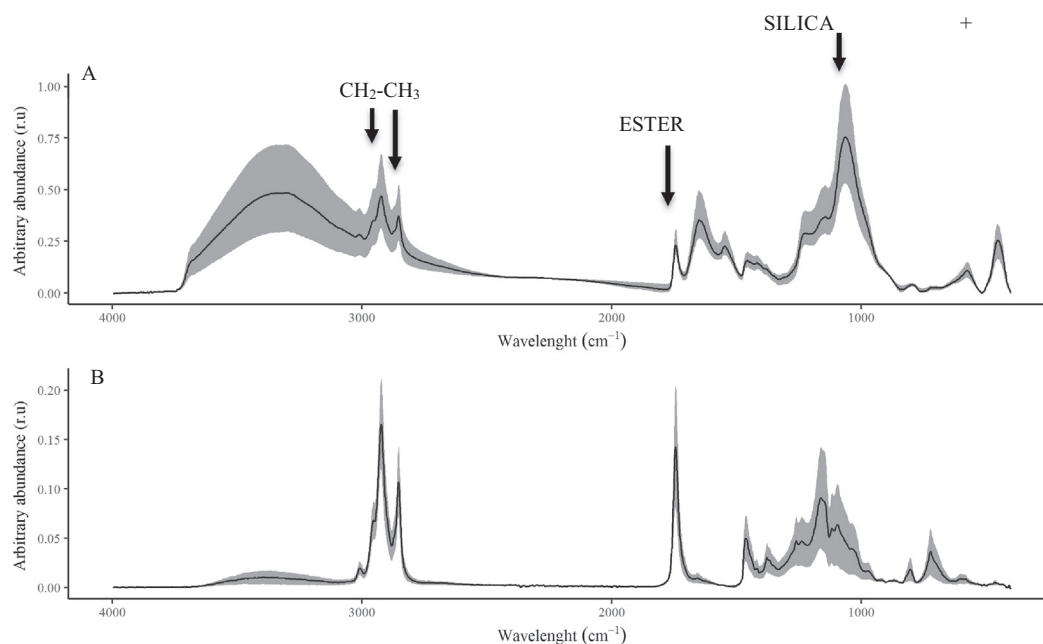 SILICA
+
A
CH₂-CH₃
ESTER
Arbitrary abundance (r.u)
1.00
0.75
0.50
0.25
0.00
4000 3000 2000 1000
Wavelenght (cm⁻¹)
B
Arbitrary abundance (r.u)
0.20
0.15
0.10
0.05
0.00
4000 3000 2000 1000
Wavelenght (cm⁻¹)